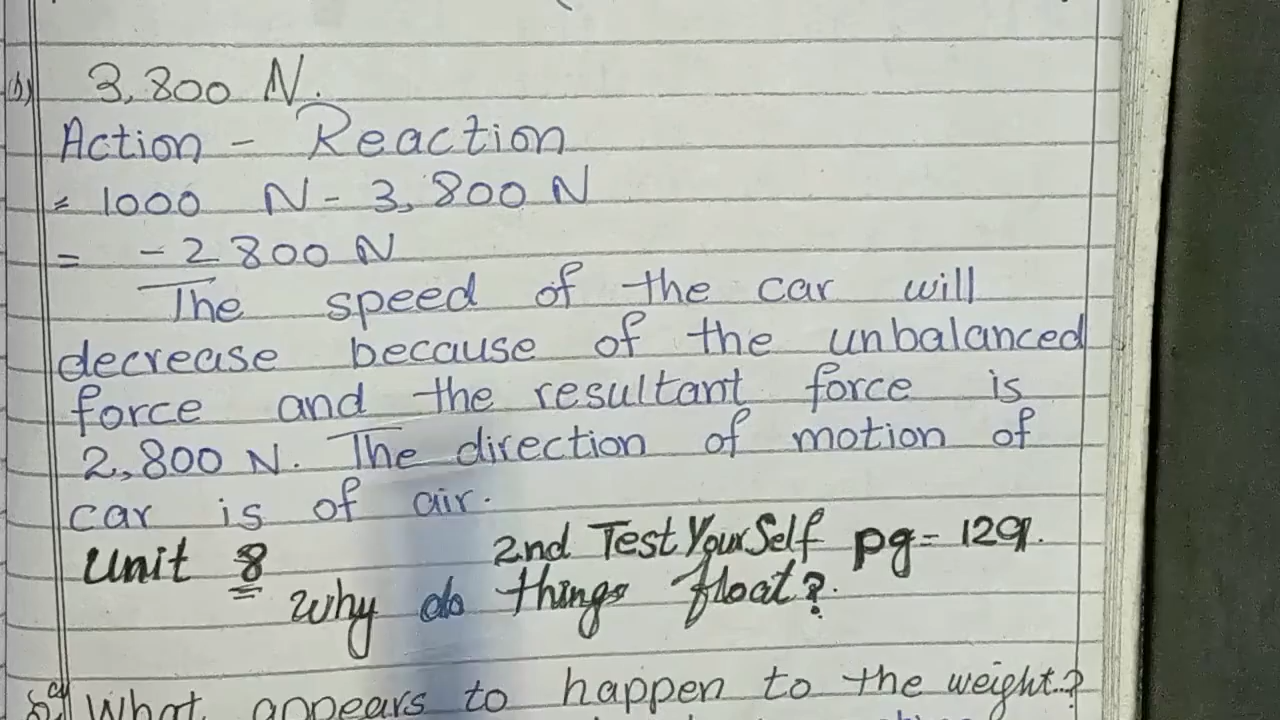 (b) 3,800 N.
Action - Reaction
= 1000 N - 3,800 N
= - 2800 N
The speed of the car will
decrease because of the unbalanced
force and the resultant force is
2,800 N. The direction of motion of
car is of air.
Unit 8 2nd Test Your Self pg = 129.
Why do things float?
a) What appears to happen to the weight?